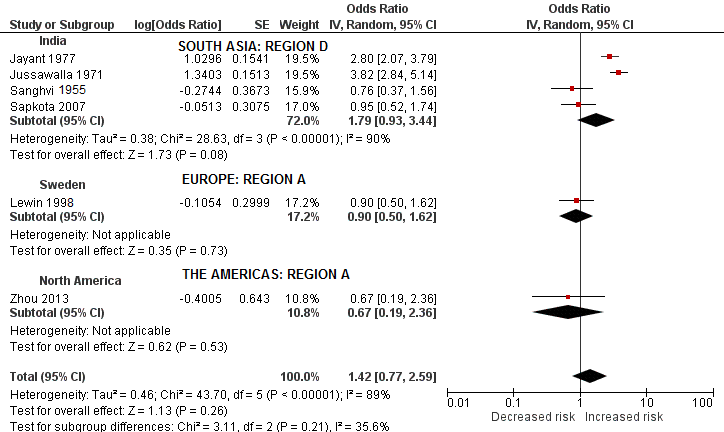 Odds Ratio Odds Ratio
Study or Subgroup log[Odds Ratio] SE Weight IV, Random, 95% CI IV, Random, 95% CI
India
SOUTH ASIA: REGION D
Jayant 1977 1.0296 0.1541 19.5% 2.80 [2.07, 3.79]
Jussawalla 1971 1.3403 0.1513 19.5% 3.82 [2.84, 5.14]
Sanghvi 1955 -0.2744 0.3673 15.9% 0.76 [0.37, 1.56]
Sapkota 2007 -0.0513 0.3075 17.0% 0.95 [0.52, 1.74]
Subtotal (95% CI) 72.0% 1.79 [0.93, 3.44]
Heterogeneity: Tau² = 0.38; Chi² = 28.63, df = 3 (P < 0.00001); I² = 90%
Test for overall effect: Z = 1.73 (P = 0.08)
EUROPE: REGION A
Sweden
Lewin 1998 -0.1054 0.2999 17.2% 0.90 [0.50, 1.62]
Subtotal (95% CI) 17.2% 0.90 [0.50, 1.62]
Heterogeneity: Not applicable
Test for overall effect: Z = 0.35 (P = 0.73)
THE AMERICAS: REGION A
North America
Zhou 2013 -0.4005 0.643 10.8% 0.67 [0.19, 2.36]
Subtotal (95% CI) 10.8% 0.67 [0.19, 2.36]
Heterogeneity: Not applicable
Test for overall effect: Z = 0.62 (P = 0.53)
Total (95% CI) 100.0% 1.42 [0.77, 2.59]
Heterogeneity: Tau² = 0.46; Chi² = 43.70, df = 5 (P < 0.00001); I² = 89%
Test for overall effect: Z = 1.13 (P = 0.26)
Test for subgroup differences: Chi² = 3.11, df = 2 (P = 0.21), I² = 35.6%
0.01 0.1 1 10 100
Decreased risk Increased risk